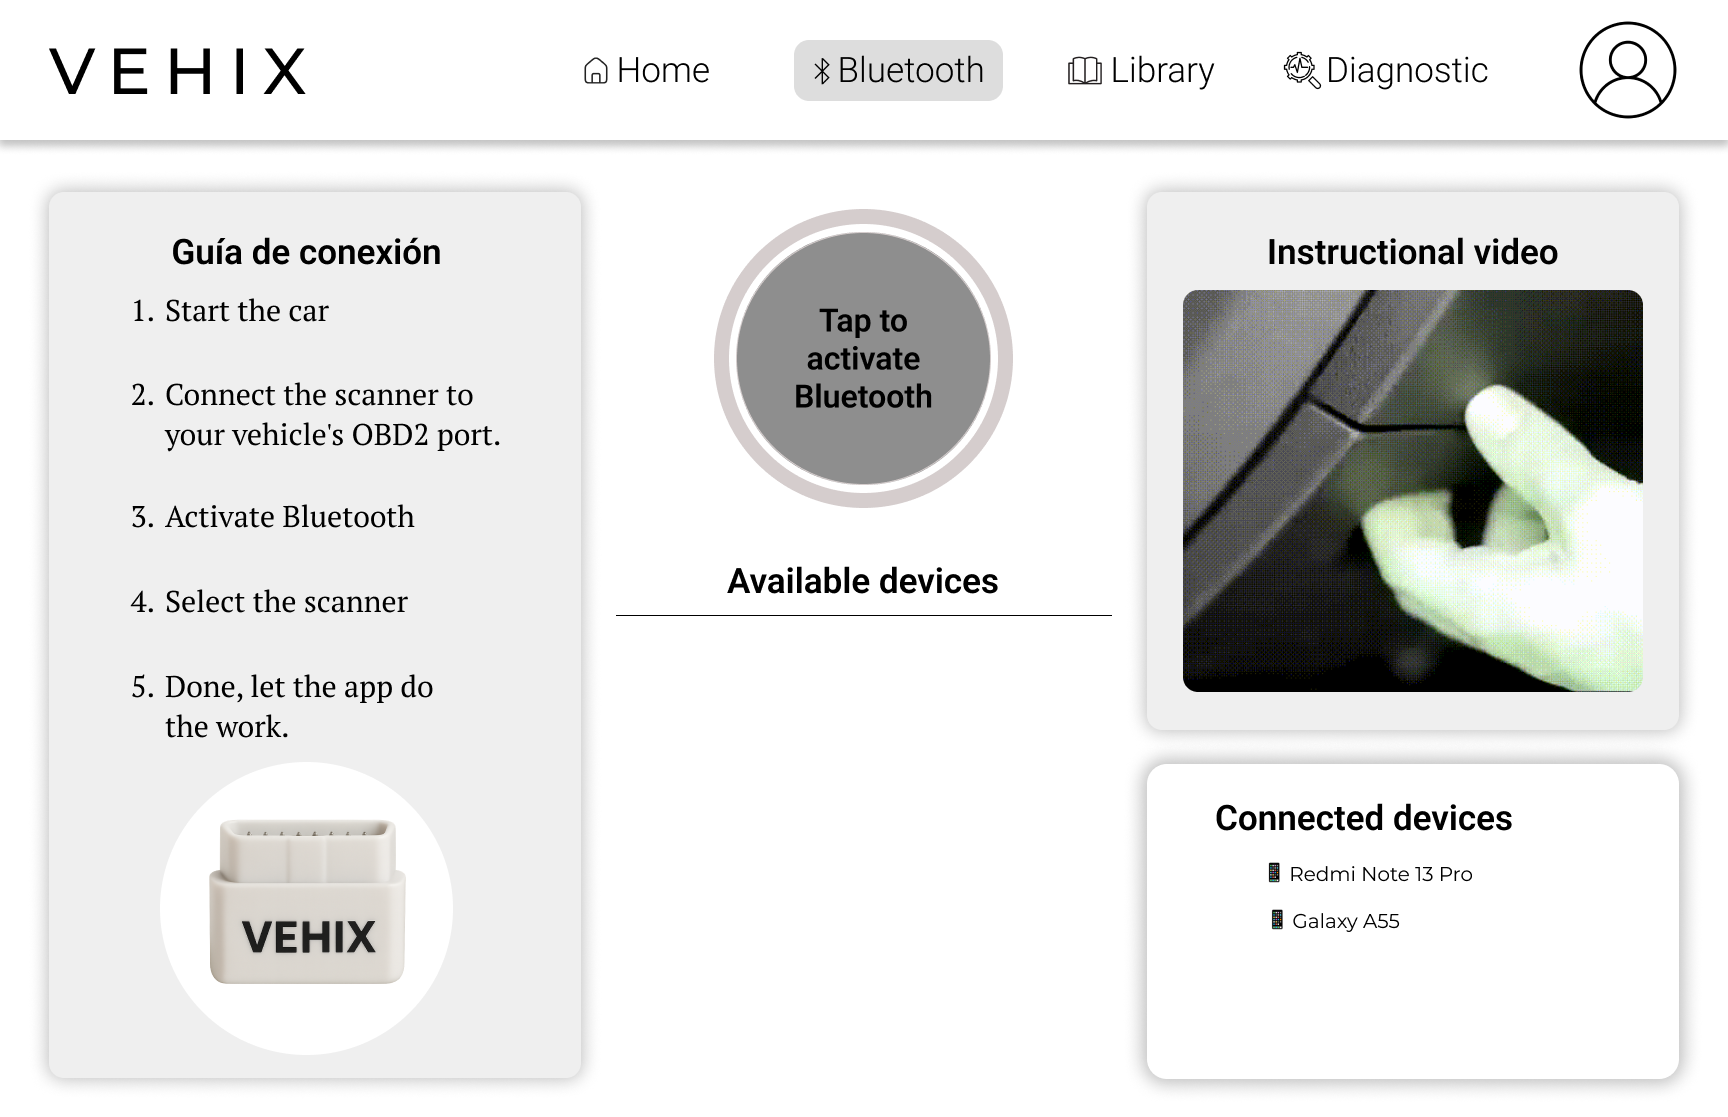 VEHIX
Home
Bluetooth
Library
Diagnostic
Guía de conexión
1. Start the car
2. Connect the scanner to
your vehicle's OBD2 port.
3. Activate Bluetooth
4. Select the scanner
5. Done, let the app do
the work.
VEHIX
Tap to
activate
Bluetooth
Available devices
Instructional video
Connected devices
Redmi Note 13 Pro
Galaxy A55